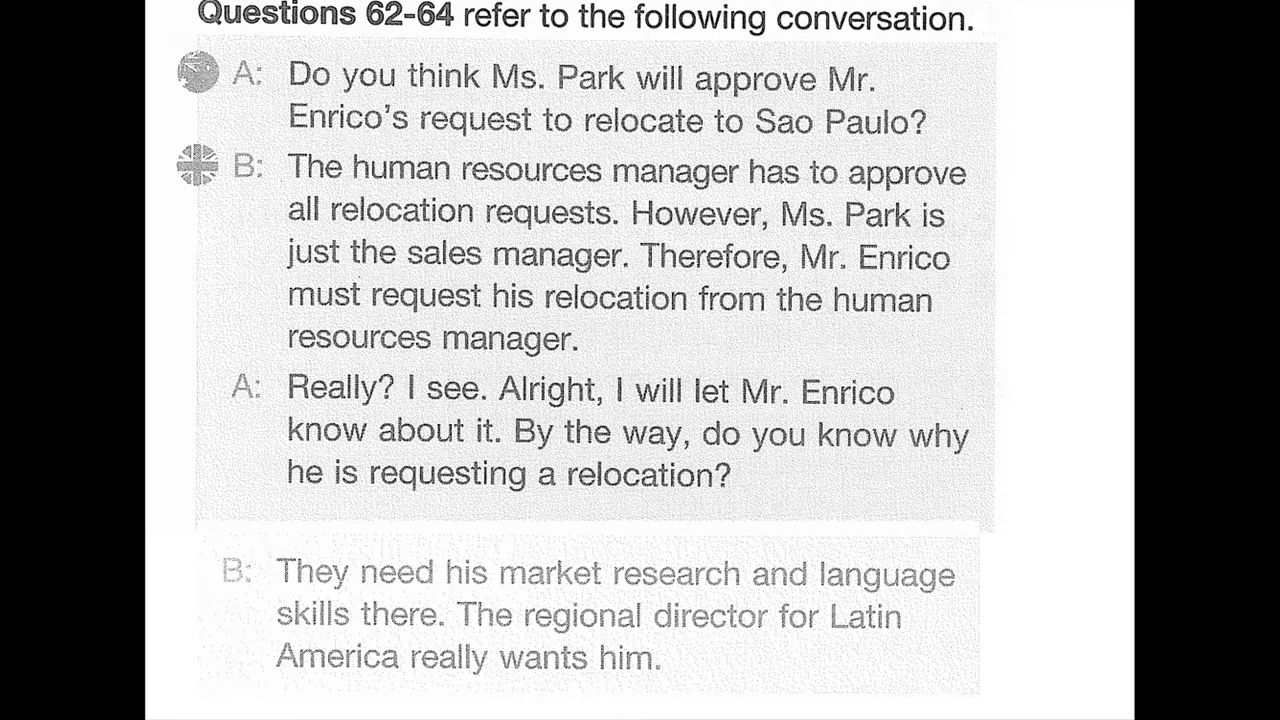 Questions 62-64 refer to the following conversation.
A: Do you think Ms. Park will approve Mr.
Enrico's request to relocate to Sao Paulo?
B: The human resources manager has to approve
all relocation requests. However, Ms. Park is
just the sales manager. Therefore, Mr. Enrico
must request his relocation from the human
resources manager.
A: Really? I see. Alright, I will let Mr. Enrico
know about it. By the way, do you know why
he is requesting a relocation?
B: They need his market research and language
skills there. The regional director for Latin
America really wants him.